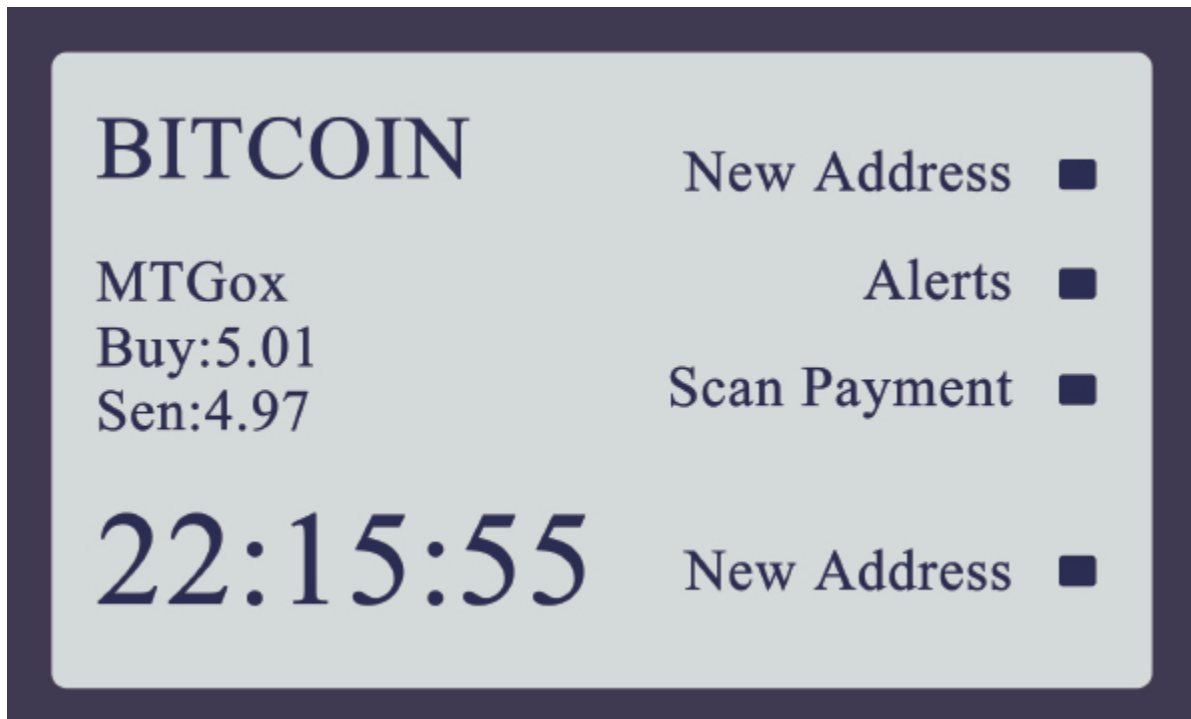 BITCOIN
MTGox
Buy:5.01
Sen:4.97
22:15:55
New Address
Alerts
Scan Payment
New Address